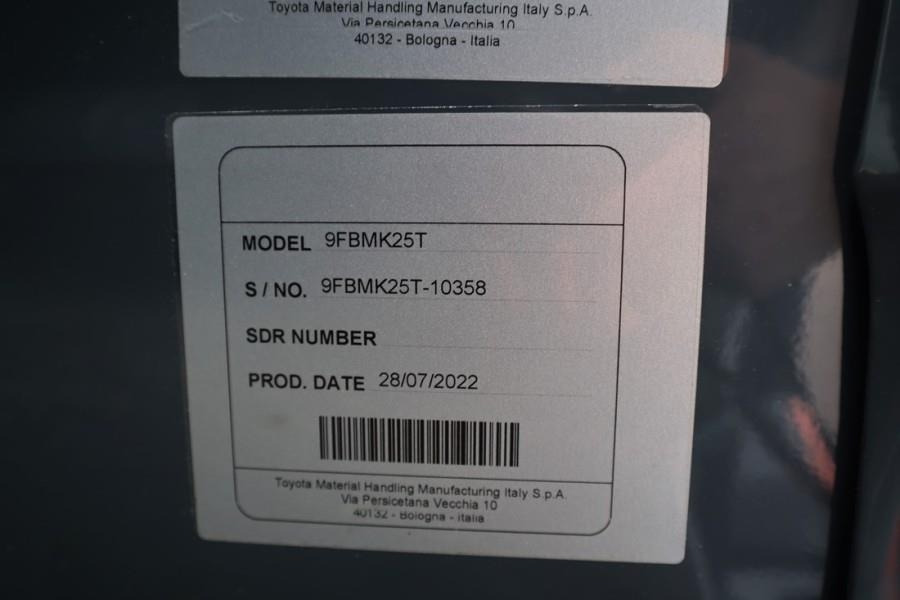 Toyota Material Handling Manufacturing Italy S.p.A.
Via Persicetana Vecchia 10
40132 - Bologna - Italia
MODEL 9FBMK25T
S / NO. 9FBMK25T-10358
SDR NUMBER
PROD. DATE 28/07/2022
Toyota Material Handling Manufacturing Italy S.p.A.
Via Persicetana Vecchia 10
40132 - Bologna - Italia